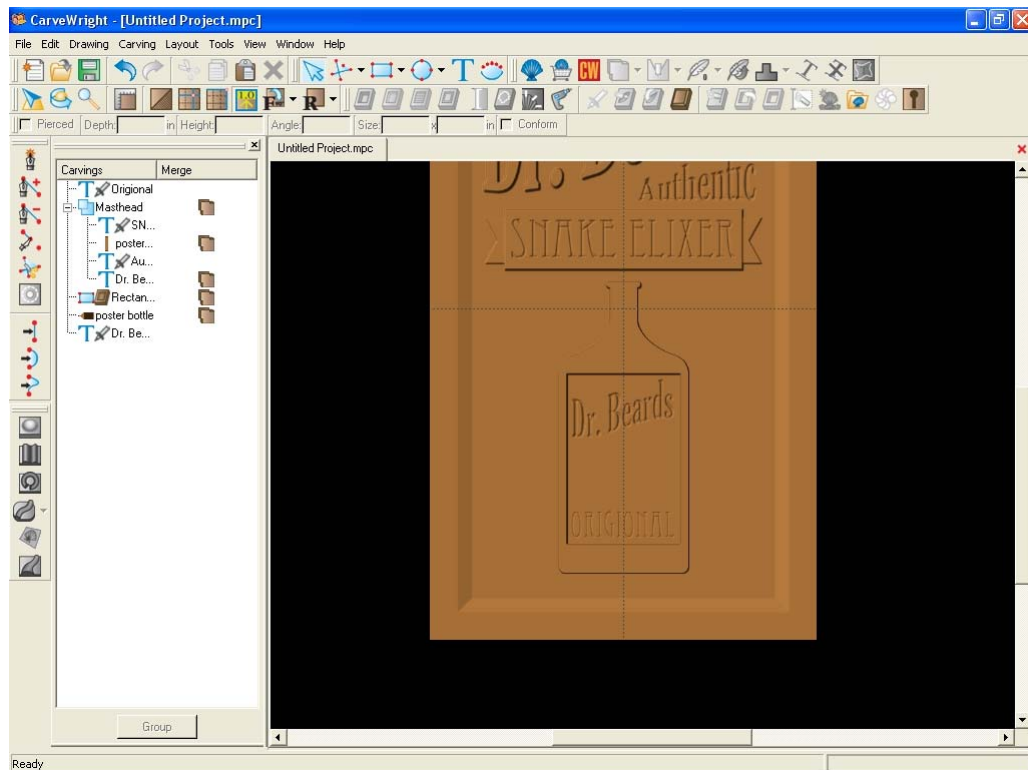 CarveWright - [Untitled Project.mpc]
File Edit Drawing Carving Layout Tools View Window Help
Pierced Depth: in Height: Angle: Size: x in Conform
Untitled Project.mpc
Carvings Merge
Origional
Masthead
SN...
poster...
Au...
Dr. Be...
Rectan...
poster bottle
Dr. Be...
Group
Ready
Authentic
SNAKE ELIXER
Dr. Beards
ORIGIONAL